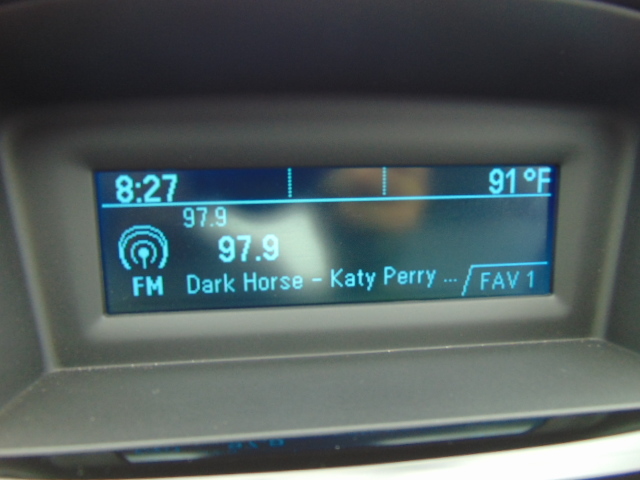 8:27 91°F
97.9
97.9
FM Dark Horse - Katy Perry ... FAV 1